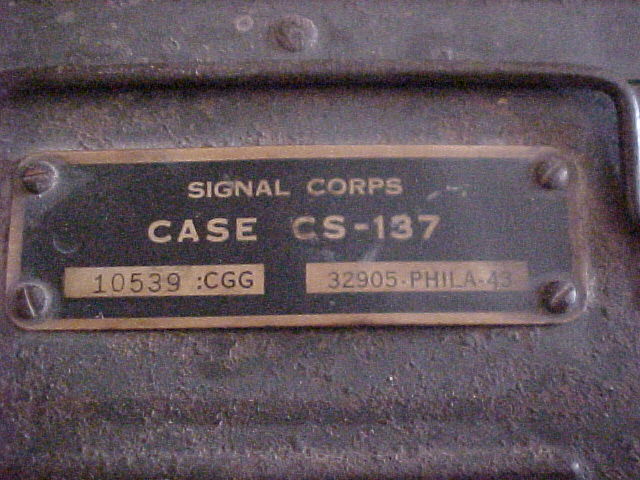 SIGNAL CORPS
CASE CS-137
10539 :CGG 32905-PHILA-43